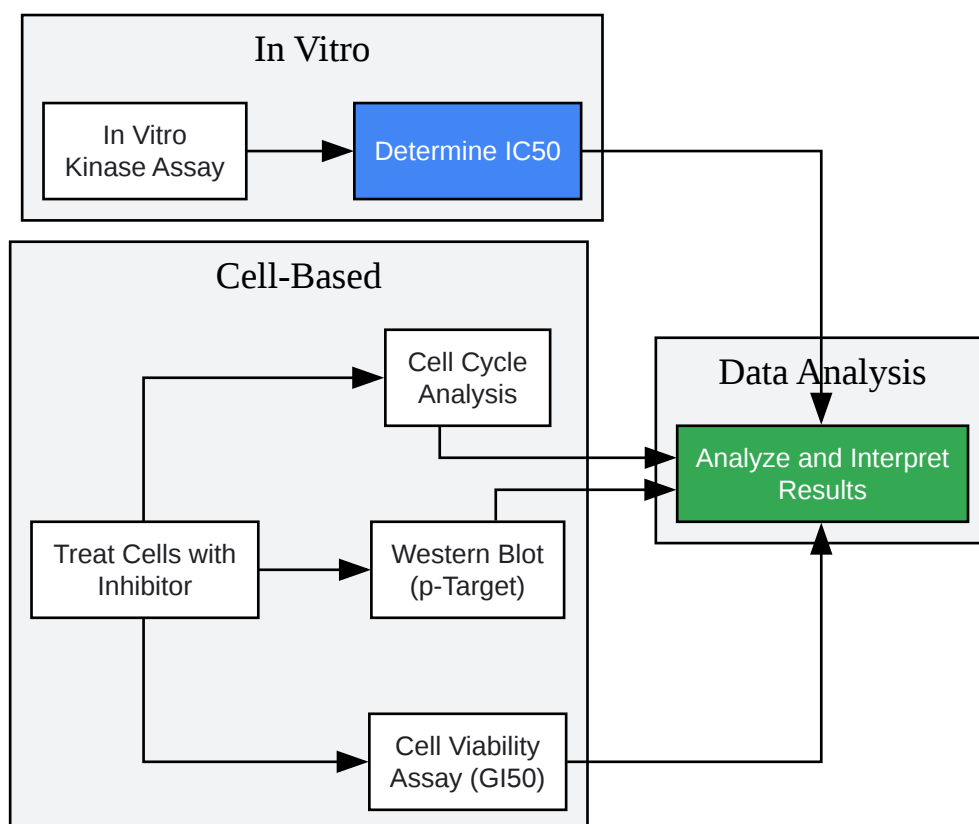 In Vitro
In Vitro
Kinase Assay
Determine IC50
Cell-Based
Cell Cycle
Analysis
Treat Cells with
Inhibitor
Western Blot
(p-Target)
Cell Viability
Assay (GI50)
Data Analysis
Analyze and Interpret
Results